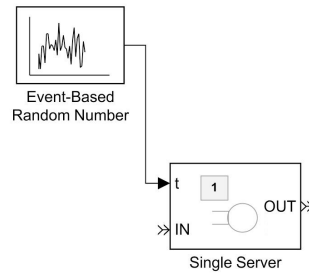 Event-Based
Random Number
t
1
OUT
IN
Single Server